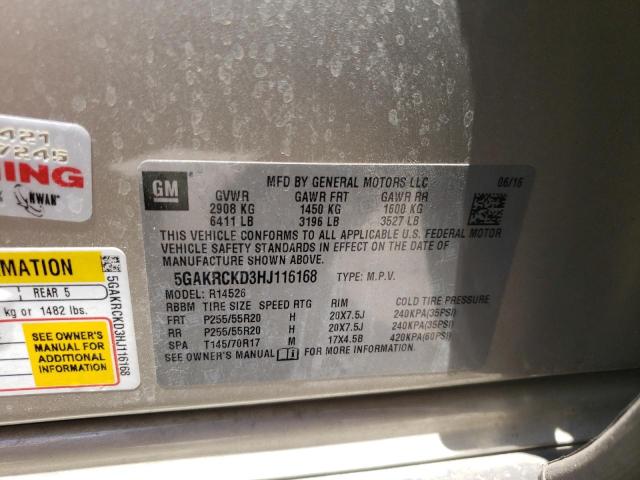 421
7245
NING
NWAN
GM
MFD BY GENERAL MOTORS LLC 06/16
GVWR GAWR FRT GAWR RR
2908 KG 1450 KG 1600 KG
6411 LB 3196 LB 3527 LB
THIS VEHICLE CONFORMS TO ALL APPLICABLE U.S. FEDERAL MOTOR
VEHICLE SAFETY STANDARDS IN EFFECT ON THE DATE OF
MANUFACTURE SHOWN ABOVE.
5GAKRCKD3HJ116168 TYPE: M.P.V.
MODEL: R14526
RBBM TIRE SIZE SPEED RTG RIM COLD TIRE PRESSURE
FRT P255/55R20 H 20X7.5J 240KPA(35PSI)
RR P255/55R20 H 20X7.5J 240KPA(35PSI)
SPA T145/70R17 M 17X4.5B 420KPA(60PSI)
SEE OWNER'S MANUAL FOR MORE INFORMATION.
RMATION
REAR 5
kg or 1482 lbs.
SEE OWNER'S
MANUAL FOR
ADDITIONAL
INFORMATION
5GAKRCKD3HJ116168